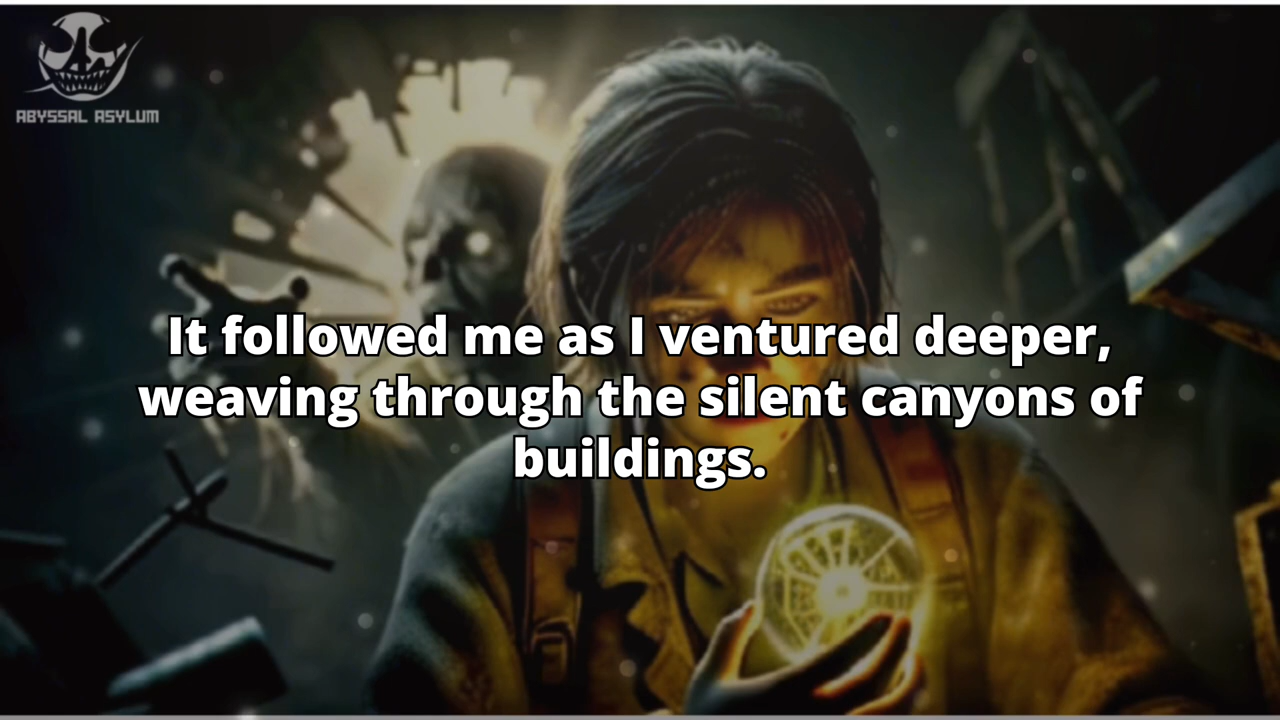 ABYSSAL ASYLUM
It followed me as I ventured deeper,
weaving through the silent canyons of
buildings.